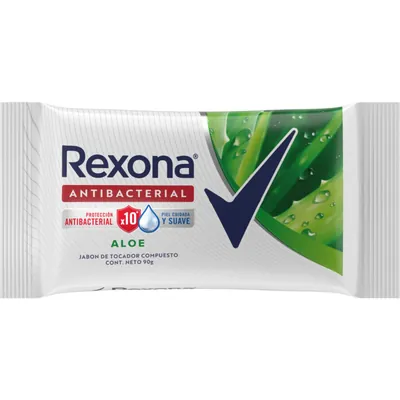 Rexona®
ANTIBACTERIAL
PROTECCIÓN
ANTIBACTERIAL
x10
PIEL CUIDADA
Y SUAVE
ALOE
JABON DE TOCADOR COMPUESTO
CONT. NETO 90g